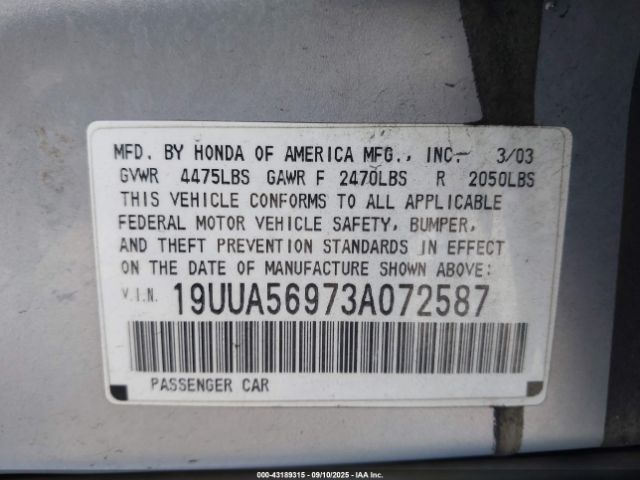 MFD. BY HONDA OF AMERICA MFG., INC. 3/03
GVWR 4475LBS GAWR F 2470LBS R 2050LBS
THIS VEHICLE CONFORMS TO ALL APPLICABLE
FEDERAL MOTOR VEHICLE SAFETY, BUMPER,
AND THEFT PREVENTION STANDARDS IN EFFECT
ON THE DATE OF MANUFACTURE SHOWN ABOVE:
V.I.N. 19UUA56973A072587
PASSENGER CAR
© 000-43189315 - 09/10/2025 - IAA Inc.